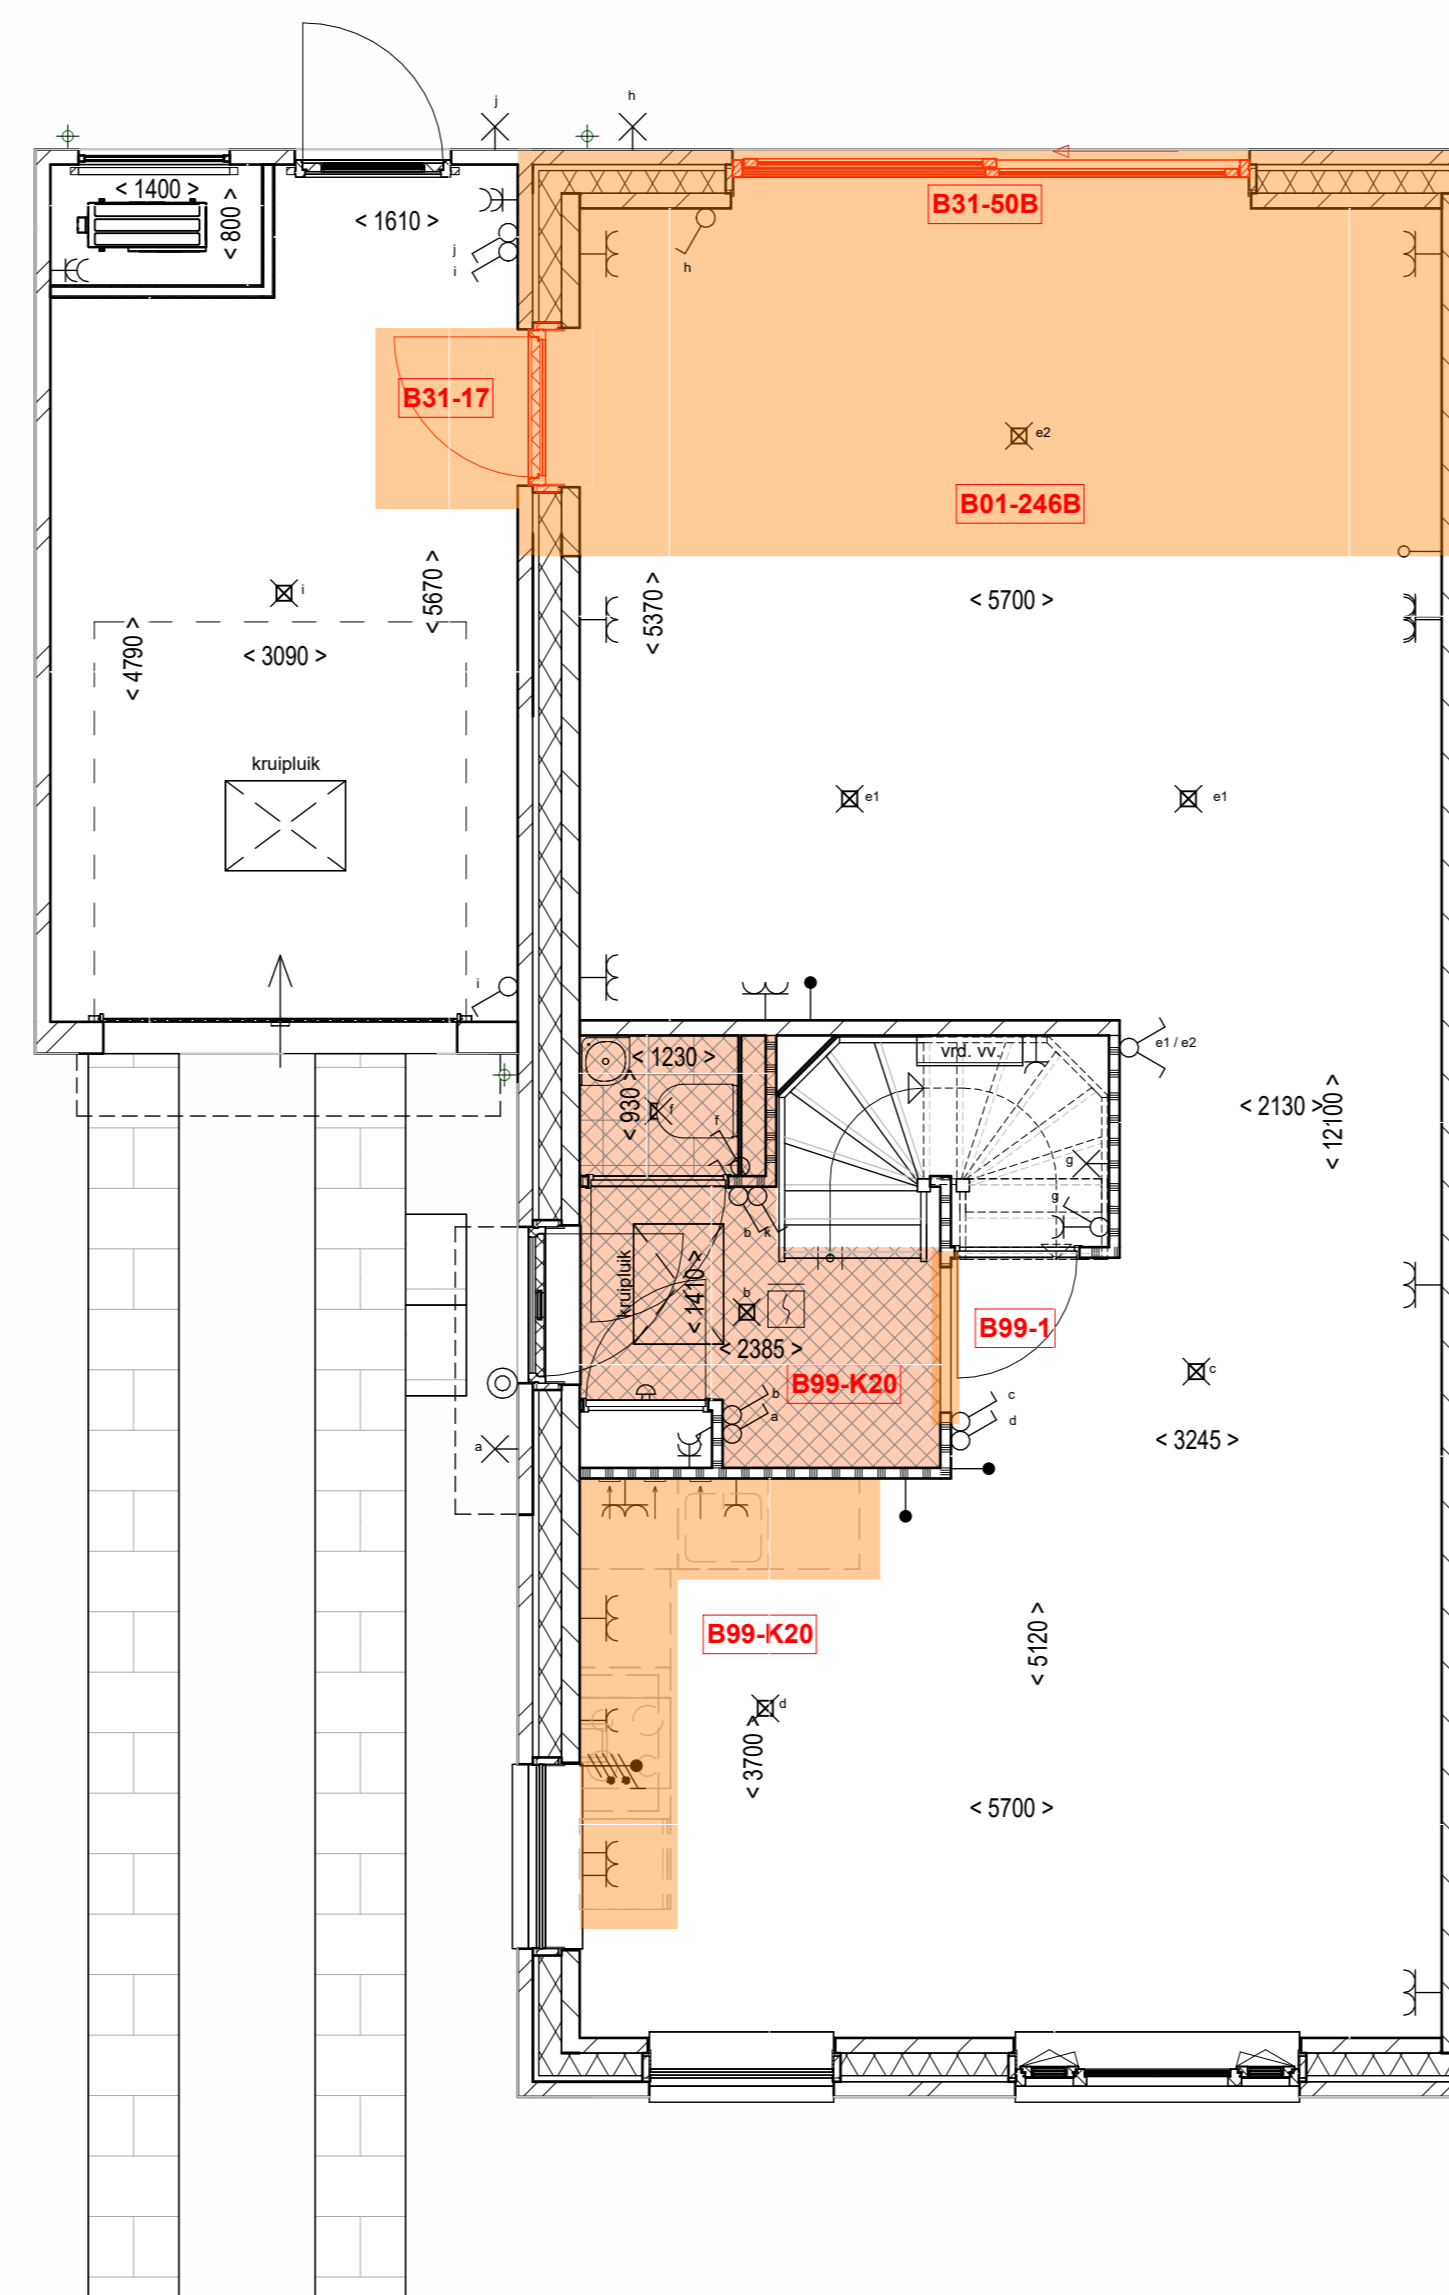 j
h
< 1400 >
< 800 >
< 1610 >
B31-50B
j
i
h
B31-17
e2
B01-246B
i
< 5670 >
< 5370 >
< 5700 >
< 4790 >
< 3090 >
kruipluik
e1
e1
i
< 1230 >
vrd. vv.
e1 / e2
< 930 >
f
f
< 2130 >
< 12100 >
g
g
b
k
kruipluik
< 1410 >
b
B99-1
< 2385 >
B99-K20
c
b
a
c
d
a
< 3245 >
B99-K20
< 5120 >
d
< 3700 >
< 5700 >